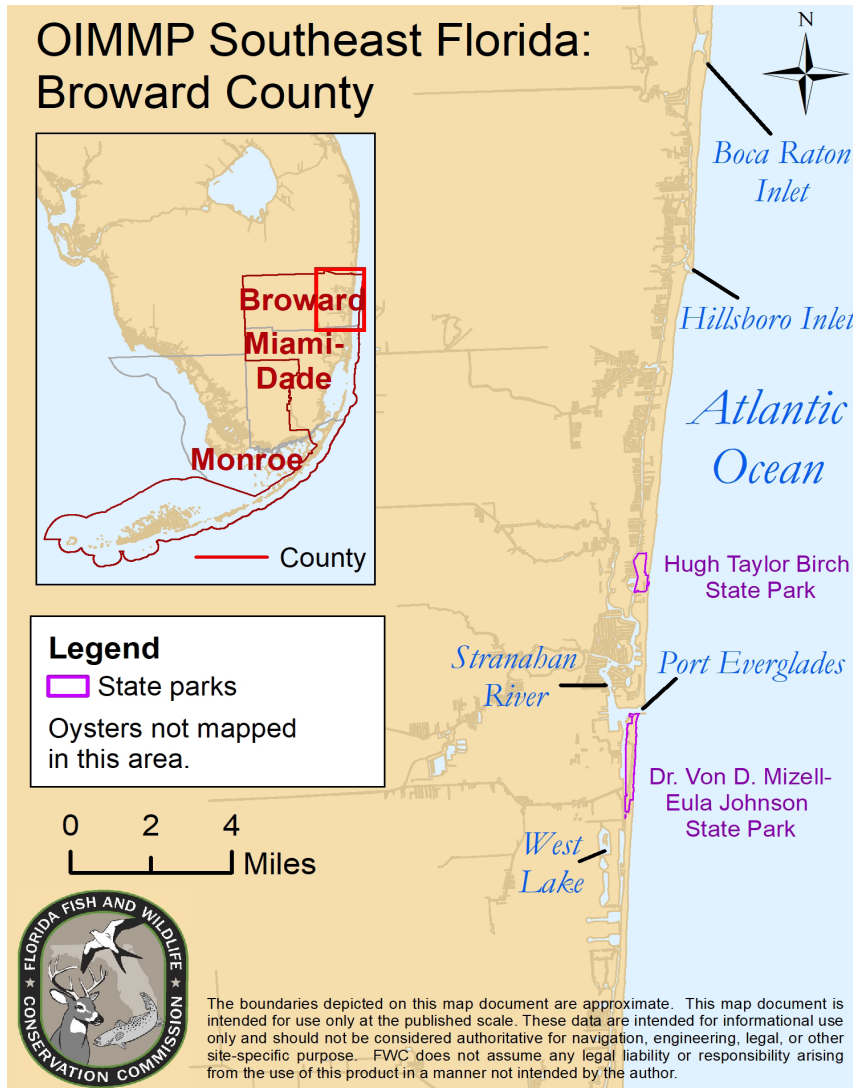 OIMMP Southeast Florida:
Broward County
N
Boca Raton
Inlet
Broward
Miami-
Dade
Monroe
County
Hillsboro Inlet
Atlantic
Ocean
Hugh Taylor Birch
State Park
Legend
State parks
Oysters not mapped
in this area.
Stranahan
River
Port Everglades
Dr. Von D. Mizell-
Eula Johnson
State Park
0 2 4
Miles
West
Lake
FLORIDA FISH AND WILDLIFE
CONSERVATION COMMISSION
The boundaries depicted on this map document are approximate. This map document is
intended for use only at the published scale. These data are intended for informational use
only and should not be considered authoritative for navigation, engineering, legal, or other
site-specific purpose. FWC does not assume any legal liability or responsibility arising
from the use of this product in a manner not intended by the author.